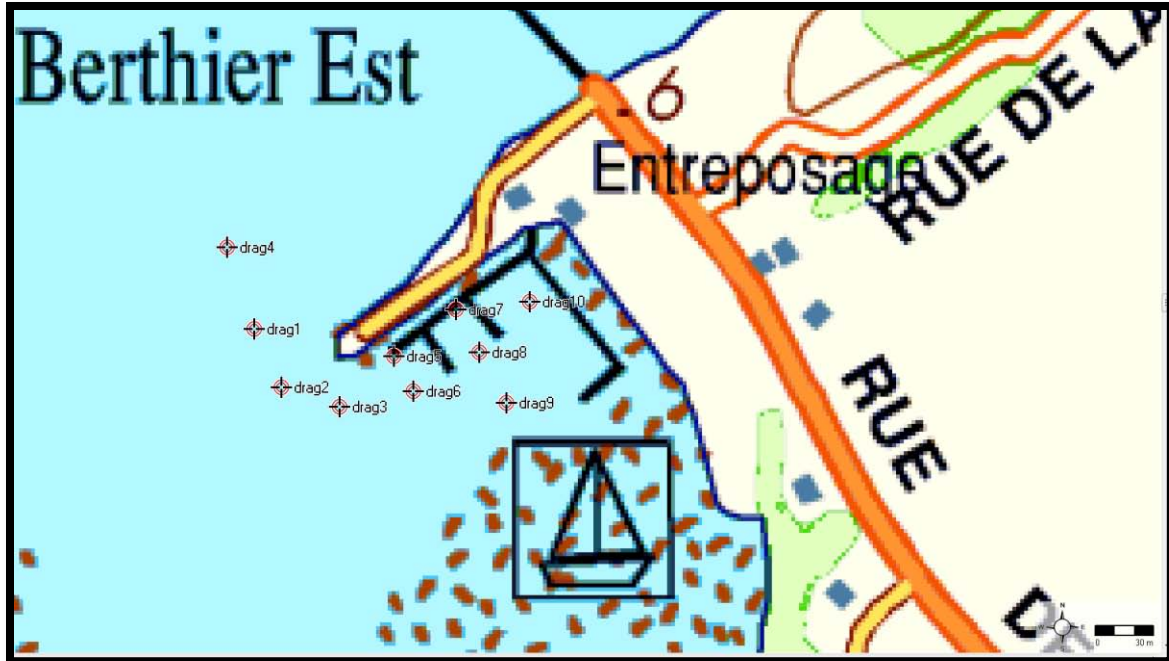 Berthier Est
6
Entreposage
RUE DE LA
drag4
drag7
drag10
drag1
drag5
drag8
drag2
drag6
drag3
drag9
RUE
D
N
W
E
0 30 m